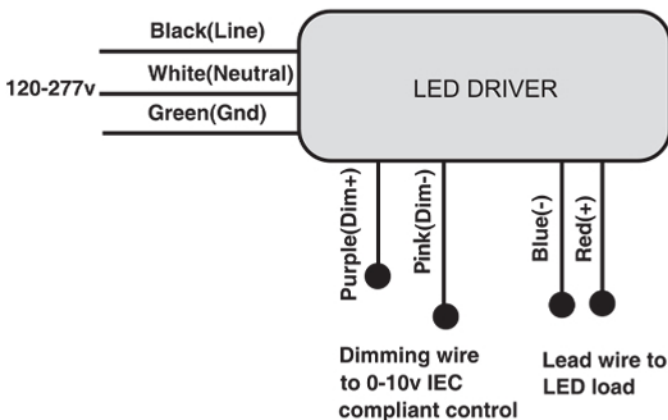 Black(Line)
120-277v
White(Neutral)
Green(Gnd)
LED DRIVER
Purple(Dim+)
Pink(Dim-)
Blue(-)
Red(+)
Dimming wire
to 0-10v IEC
compliant control
Lead wire to
LED load